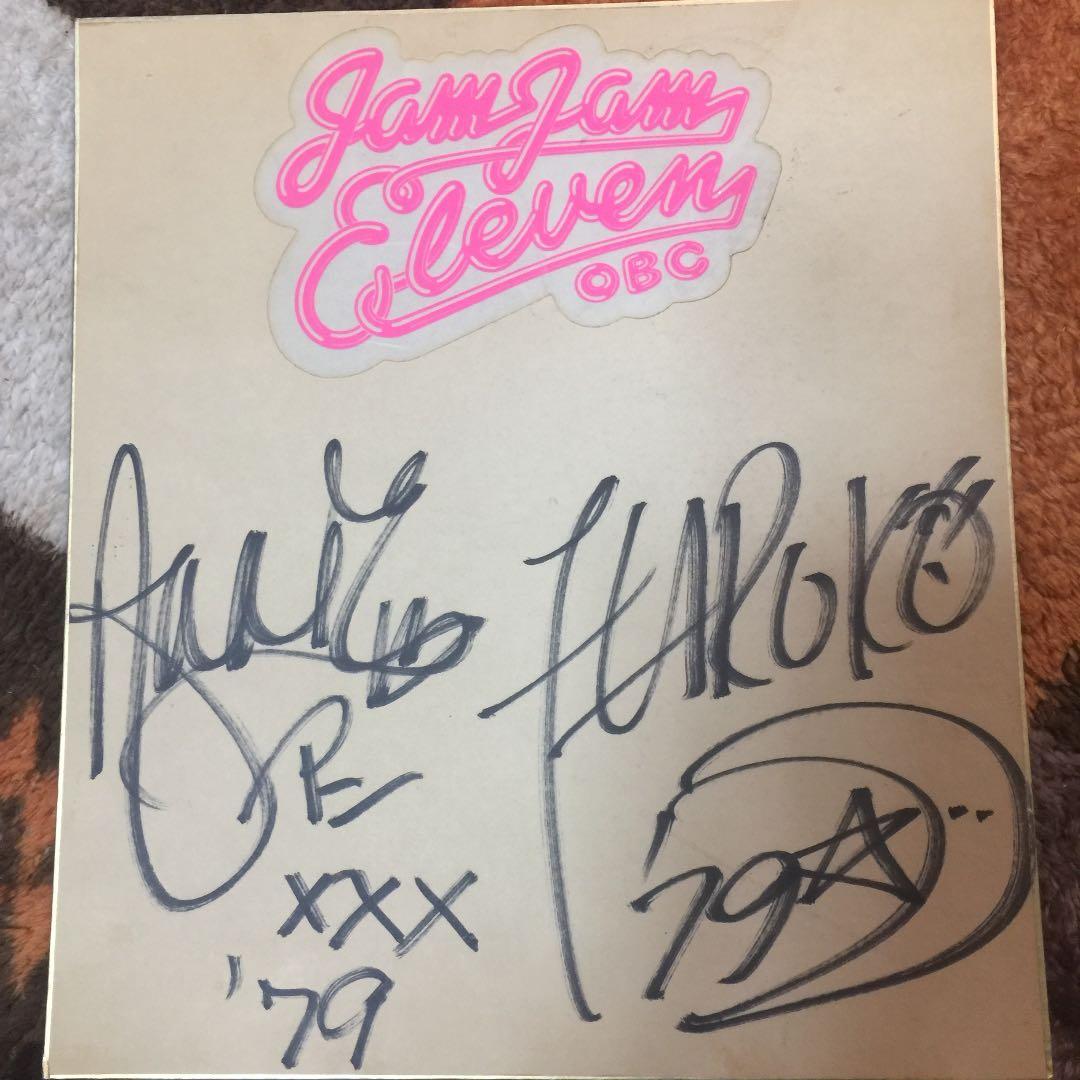 Jam Jam
Eleven
OBC
HARUKO
xxx
'79
'79